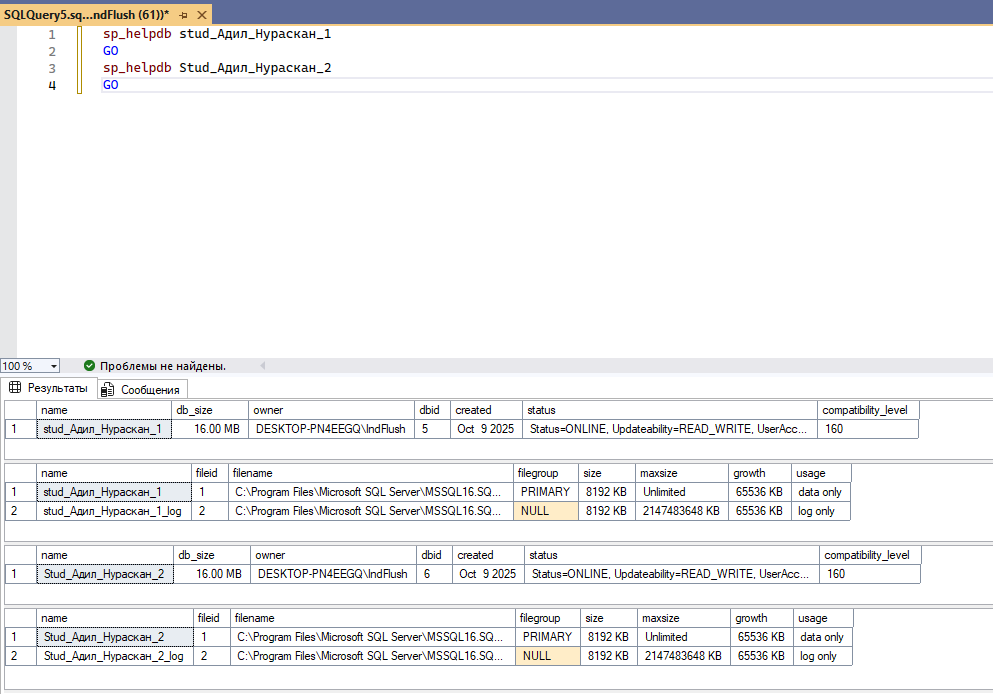 SQLQuery5.sq...ndFlush (61))*
1 sp_helpdb stud_Адил_Нураскан_1
2 GO
3 sp_helpdb Stud_Адил_Нураскан_2
4 GO
100 % Проблемы не найдены.
Результаты Сообщения
name db_size owner dbid created status compatibility_level
1 stud_Адил_Нураскан_1 16.00 MB DESKTOP-PN4EEGQ\IndFlush 5 Oct 9 2025 Status=ONLINE, Updateability=READ_WRITE, UserAcc... 160
name fileid filename filegroup size maxsize growth usage
1 stud_Адил_Нураскан_1 1 C:\Program Files\Microsoft SQL Server\MSSQL16.SQ... PRIMARY 8192 KB Unlimited 65536 KB data only
2 stud_Адил_Нураскан_1_log 2 C:\Program Files\Microsoft SQL Server\MSSQL16.SQ... NULL 8192 KB 2147483648 KB 65536 KB log only
name db_size owner dbid created status compatibility_level
1 Stud_Адил_Нураскан_2 16.00 MB DESKTOP-PN4EEGQ\IndFlush 6 Oct 9 2025 Status=ONLINE, Updateability=READ_WRITE, UserAcc... 160
name fileid filename filegroup size maxsize growth usage
1 Stud_Адил_Нураскан_2 1 C:\Program Files\Microsoft SQL Server\MSSQL16.SQ... PRIMARY 8192 KB Unlimited 65536 KB data only
2 Stud_Адил_Нураскан_2_log 2 C:\Program Files\Microsoft SQL Server\MSSQL16.SQ... NULL 8192 KB 2147483648 KB 65536 KB log only